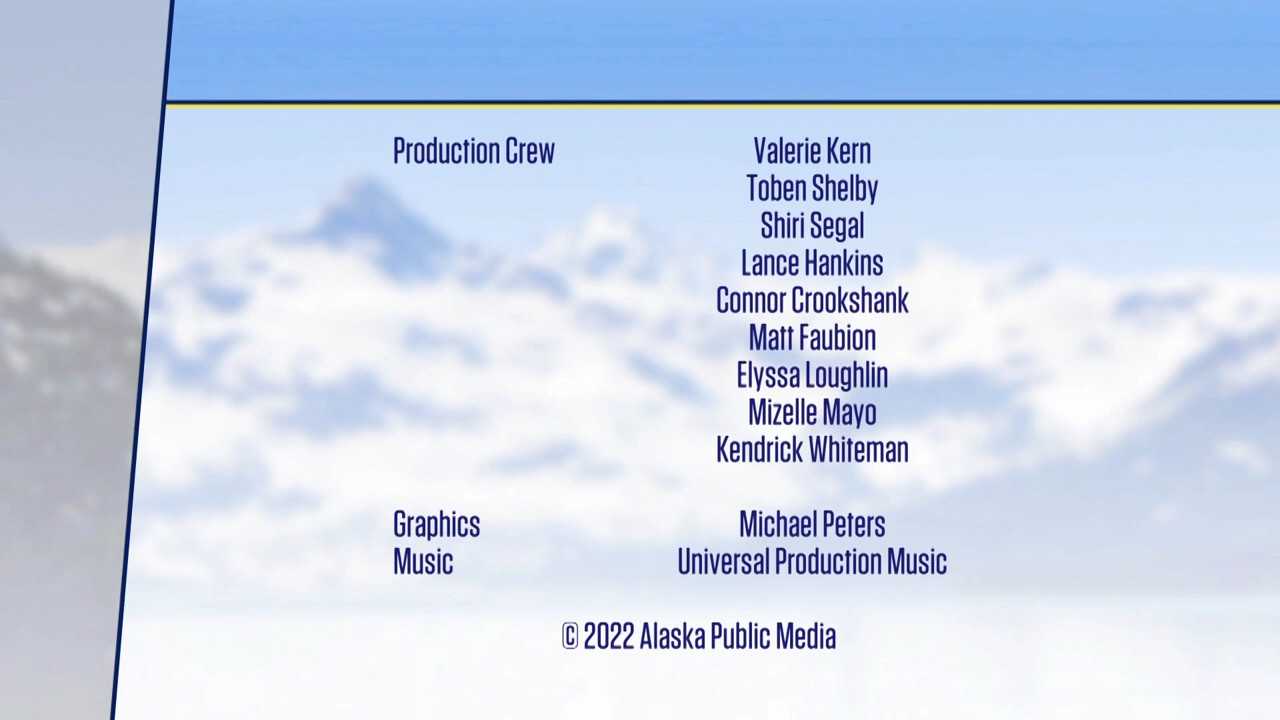 Production Crew Valerie Kern
Toben Shelby
Shiri Segal
Lance Hankins
Connor Crookshank
Matt Faubion
Elyssa Loughlin
Mizelle Mayo
Kendrick Whiteman
Graphics Michael Peters
Music Universal Production Music
© 2022 Alaska Public Media